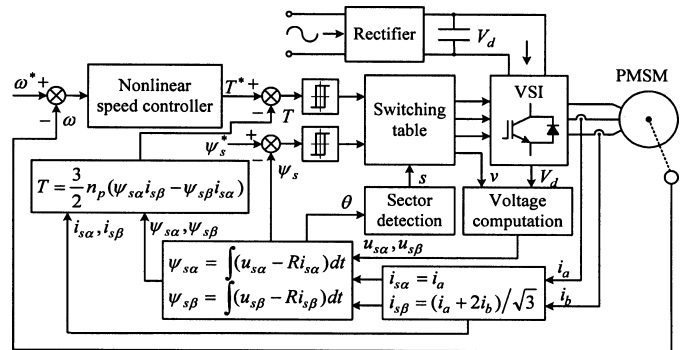 Rectifier
V_d
PMSM
ω* +
−
ω
Nonlinear
speed controller
T* +
−
T
Switching
table
VSI
ψ_s* +
−
ψ_s
T = 3/2 n_p(ψ_sα i_sβ − ψ_sβ i_sα)
s
v
V_d
θ
Sector
detection
Voltage
computation
i_sα, i_sβ
ψ_sα, ψ_sβ
u_sα, u_sβ
ψ_sα = ∫(u_sα − Ri_sα)dt
ψ_sβ = ∫(u_sβ − Ri_sβ)dt
i_sα = i_a
i_sβ = (i_a + 2i_b)/√3
i_a
i_b